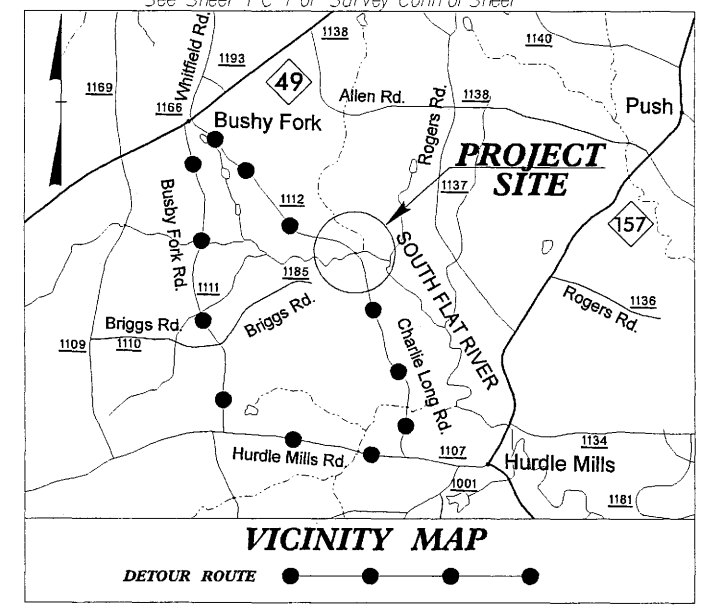 See Sheet 1-C-1 For Survey Control Sheet
1138
1140
Whitfield Rd.
1193
1169
49
1166
Allen Rd.
1138
Push
Bushy Fork
Rogers Rd.
PROJECT
SITE
1137
1112
157
Busby Fork Rd.
SOUTH FLAT RIVER
1185
1111
Briggs Rd.
Rogers Rd.
1136
Briggs Rd.
1109
1110
Charlie Long Rd.
1134
Hurdle Mills Rd.
1107
Hurdle Mills
1001
1181
VICINITY MAP
DETOUR ROUTE